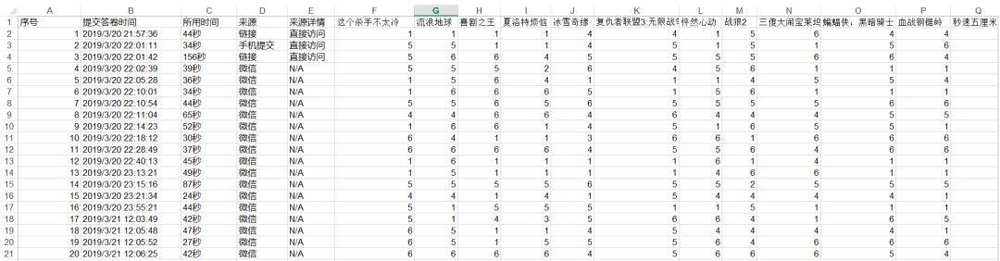 A B C D E F G H I J K L M N O P Q
1 序号 提交答卷时间 所用时间 来源 来源详情 这个杀手不太冷 流浪地球 喜剧之王 夏洛特烦恼 冰雪奇缘 复仇者联盟3:无限战 怦然心动 战狼2 三傻大闹宝莱坞 蝙蝠侠:黑暗骑士 血战钢锯岭 秒速五厘米
2 1 2019/3/20 21:57:36 44秒 链接 直接访问 5 1 1 1 4 4 1 5 6 4 4
3 2 2019/3/20 22:01:11 34秒 手机提交 直接访问 5 5 1 1 4 5 1 5 1 1 4
4 3 2019/3/20 22:01:42 156秒 链接 直接访问 5 6 6 4 5 5 5 5 6 5 6
5 4 2019/3/20 22:02:39 39秒 微信 N/A 5 5 5 2 6 4 5 6 1 1 1
6 5 2019/3/20 22:05:28 36秒 微信 N/A 1 5 6 4 1 1 1 4 5 5 4
7 6 2019/3/20 22:10:01 34秒 微信 N/A 1 6 6 6 5 1 5 6 1 1 1
8 7 2019/3/20 22:10:54 44秒 微信 N/A 5 5 6 5 6 5 5 5 4 4 6
9 8 2019/3/20 22:11:04 65秒 微信 N/A 4 4 6 6 4 6 4 4 4 5 5
10 9 2019/3/20 22:14:23 52秒 微信 N/A 1 6 6 1 4 5 1 6 5 5 1
11 10 2019/3/20 22:18:12 30秒 微信 N/A 6 4 1 1 3 6 6 1 6 6 6
12 11 2019/3/20 22:28:49 37秒 微信 N/A 6 6 6 6 4 5 5 6 4 6 6
13 12 2019/3/20 22:40:13 45秒 微信 N/A 1 6 1 1 1 1 6 1 4 1 1
14 13 2019/3/20 23:13:21 49秒 微信 N/A 1 5 1 1 1 1 4 6 6 1 1
15 14 2019/3/20 23:15:16 87秒 微信 N/A 5 5 5 5 6 5 5 2 5 5 5
16 15 2019/3/20 23:21:34 24秒 微信 N/A 4 4 1 4 1 5 4 4 4 4 4
17 16 2019/3/20 23:55:21 44秒 微信 N/A 5 1 5 5 5 1 1 5 1 1 1
18 17 2019/3/21 12:03:49 42秒 微信 N/A 5 1 4 3 5 6 6 4 5 1 6
19 18 2019/3/21 12:05:48 47秒 微信 N/A 6 5 1 1 4 5 4 4 4 4 1
20 19 2019/3/21 12:05:52 27秒 微信 N/A 6 5 1 5 5 6 5 6 5 5 5
21 20 2019/3/21 12:06:25 42秒 微信 N/A 6 6 6 6 4 5 6 6 6 5 4